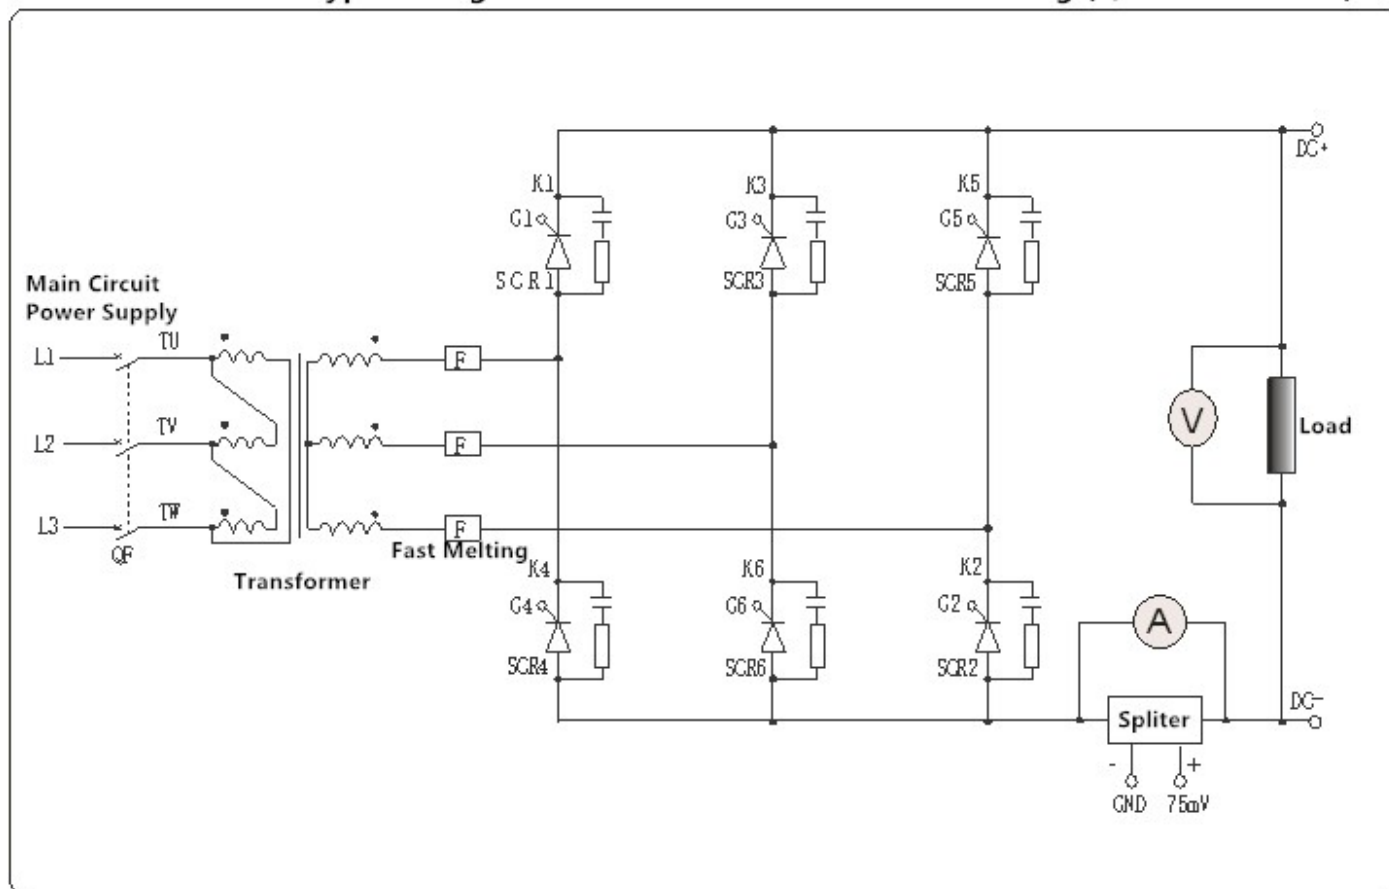 K1
K3
K5
DC+
G1
G3
G5
SCR1
SCR3
SCR5
Main Circuit
Power Supply
L1
TU
F
L2
TV
F
V
Load
L3
TW
F
QF
Fast Melting
Transformer
K4
K6
K2
G4
G6
G2
A
SCR4
SCR6
SCR2
DC-
Spliter
- +
GND 75mV